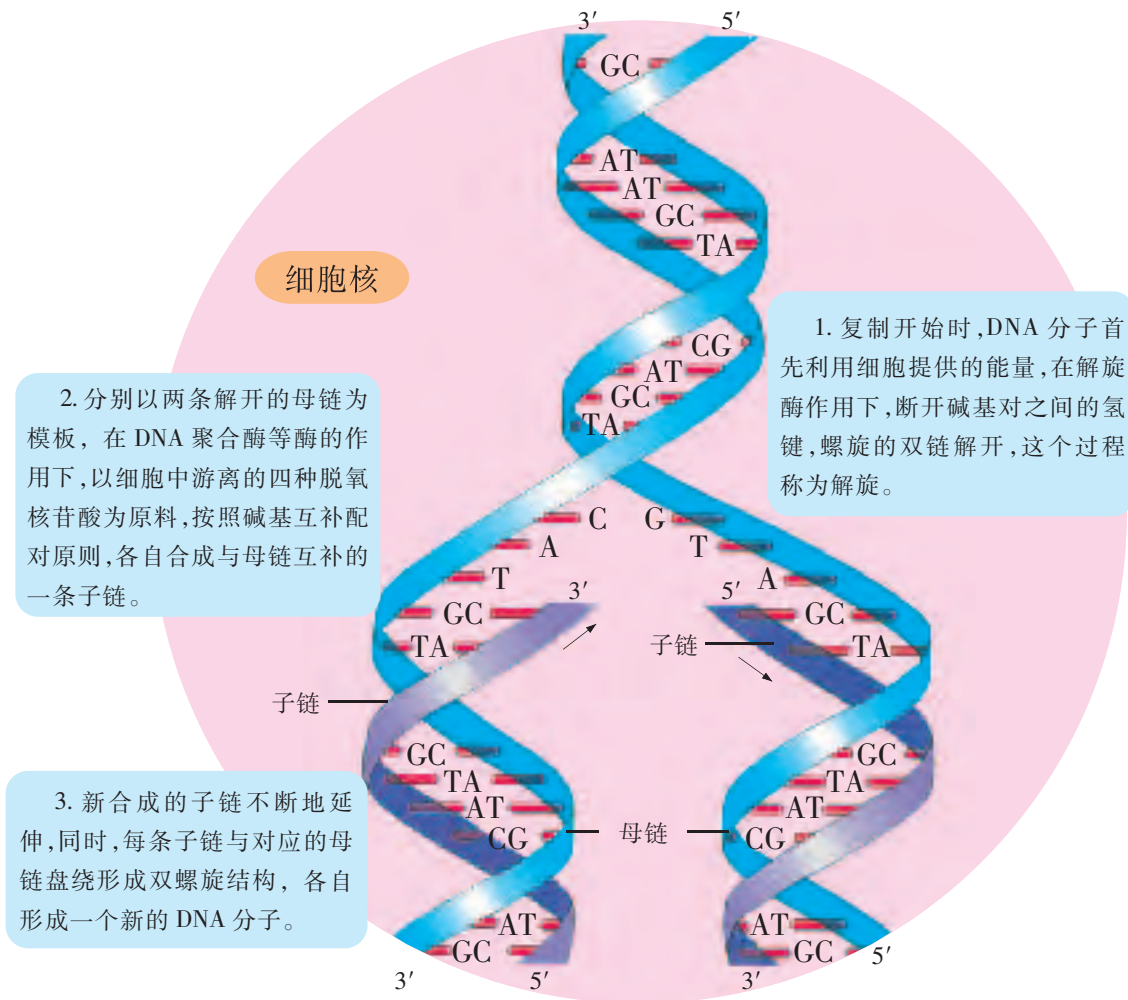 3′ 5′
GC
AT
AT
GC
TA
细胞核
CG
AT
GC
TA
1. 复制开始时,DNA 分子首
先利用细胞提供的能量,在解旋
酶作用下,断开碱基对之间的氢
键,螺旋的双链解开,这个过程
称为解旋。
2. 分别以两条解开的母链为
模板，在 DNA 聚合酶等酶的作
用下,以细胞中游离的四种脱氧
核苷酸为原料,按照碱基互补配
对原则,各自合成与母链互补的
一条子链。
C G
A T
T A
3′ 5′
GC GC
TA 子链 TA
子链
GC GC
TA TA
AT AT
CG 母链 CG
3. 新合成的子链不断地延
伸,同时,每条子链与对应的母
链盘绕形成双螺旋结构，各自
形成一个新的 DNA 分子。
AT AT
GC GC
3′ 5′ 3′ 5′